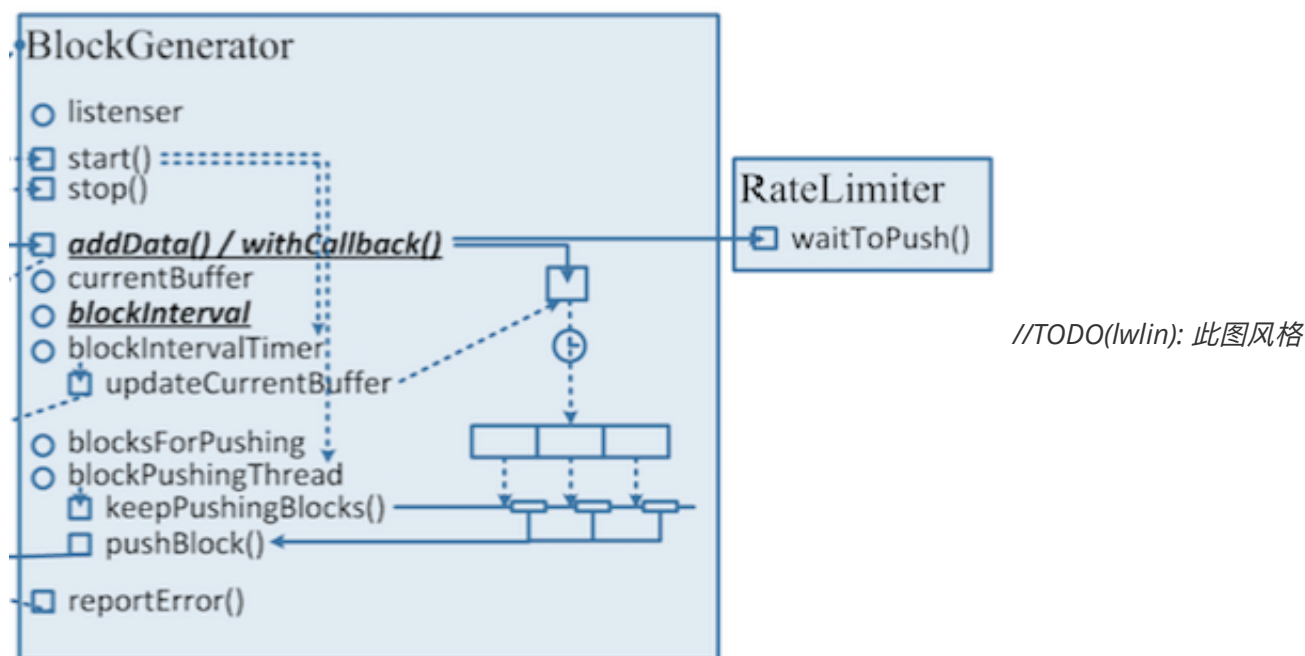 BlockGenerator
listenser
start()
stop()
addData() / withCallback()
currentBuffer
blockInterval
blockIntervalTimer
updateCurrentBuffer
blocksForPushing
blockPushingThread
keepPushingBlocks()
pushBlock()
reportError()
RateLimiter
waitToPush()
//TODO(lwlin): 此图风格